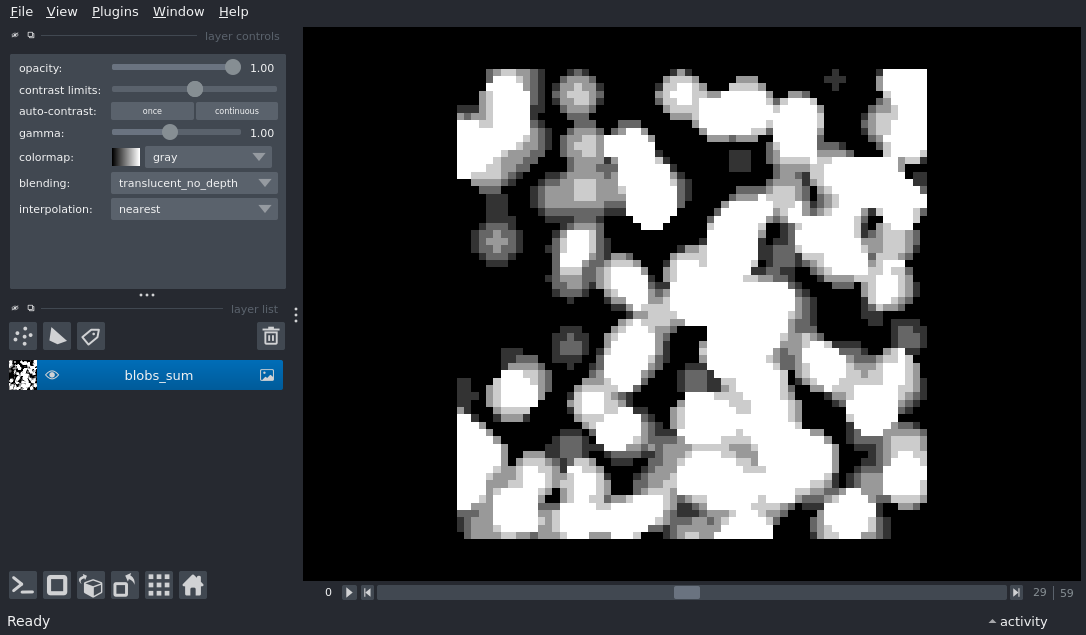 File View Plugins Window Help
layer controls
opacity: 1.00
contrast limits:
auto-contrast: once continuous
gamma: 1.00
colormap: gray
blending: translucent_no_depth
interpolation: nearest
layer list
blobs_sum
0 29 59
Ready activity